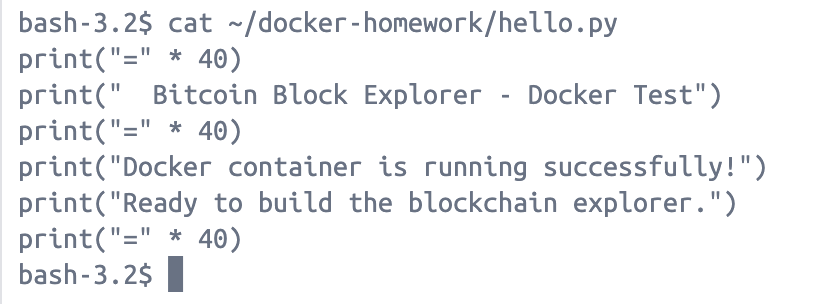 bash-3.2$ cat ~/docker-homework/hello.py
print("=" * 40)
print("  Bitcoin Block Explorer - Docker Test")
print("=" * 40)
print("Docker container is running successfully!")
print("Ready to build the blockchain explorer.")
print("=" * 40)
bash-3.2$